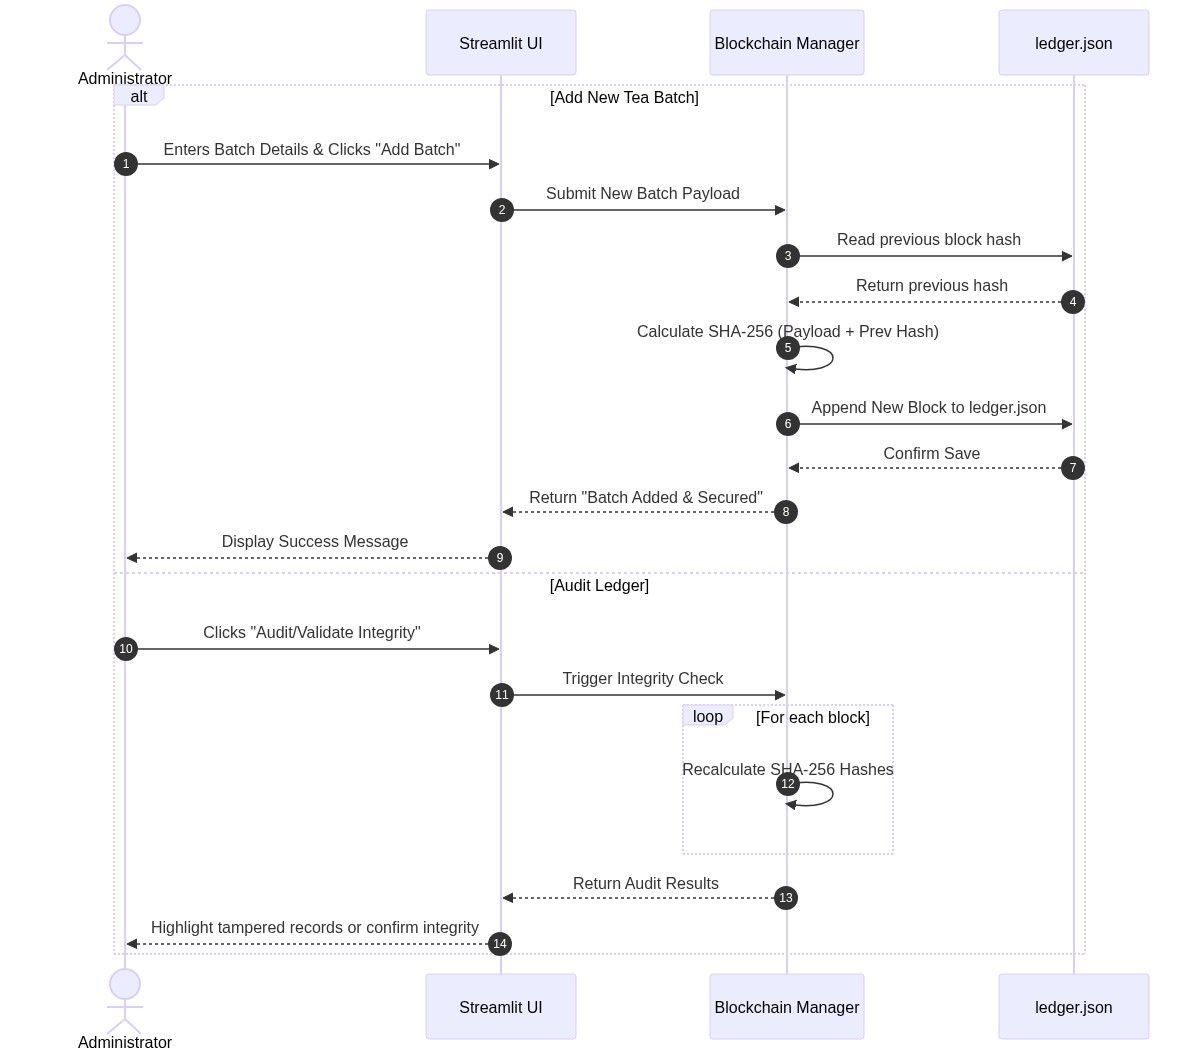 Administrator
Streamlit UI
Blockchain Manager
ledger.json
alt
[Add New Tea Batch]
Enters Batch Details & Clicks "Add Batch"
1
Submit New Batch Payload
2
Read previous block hash
3
Return previous hash
4
Calculate SHA-256 (Payload + Prev Hash)
5
Append New Block to ledger.json
6
Confirm Save
7
Return "Batch Added & Secured"
8
Display Success Message
9
[Audit Ledger]
Clicks "Audit/Validate Integrity"
10
Trigger Integrity Check
11
loop
[For each block]
Recalculate SHA-256 Hashes
12
Return Audit Results
13
Highlight tampered records or confirm integrity
14
Administrator
Streamlit UI
Blockchain Manager
ledger.json